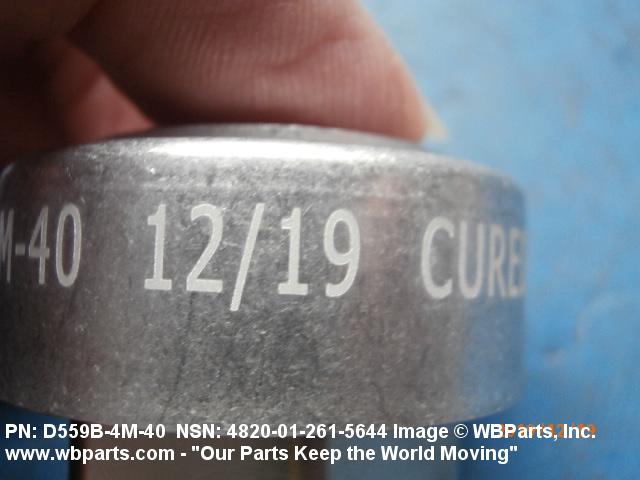 M-40 12/19 CURE
PN: D559B-4M-40 NSN: 4820-01-261-5644 Image © WBParts, Inc.
www.wbparts.com - "Our Parts Keep the World Moving"